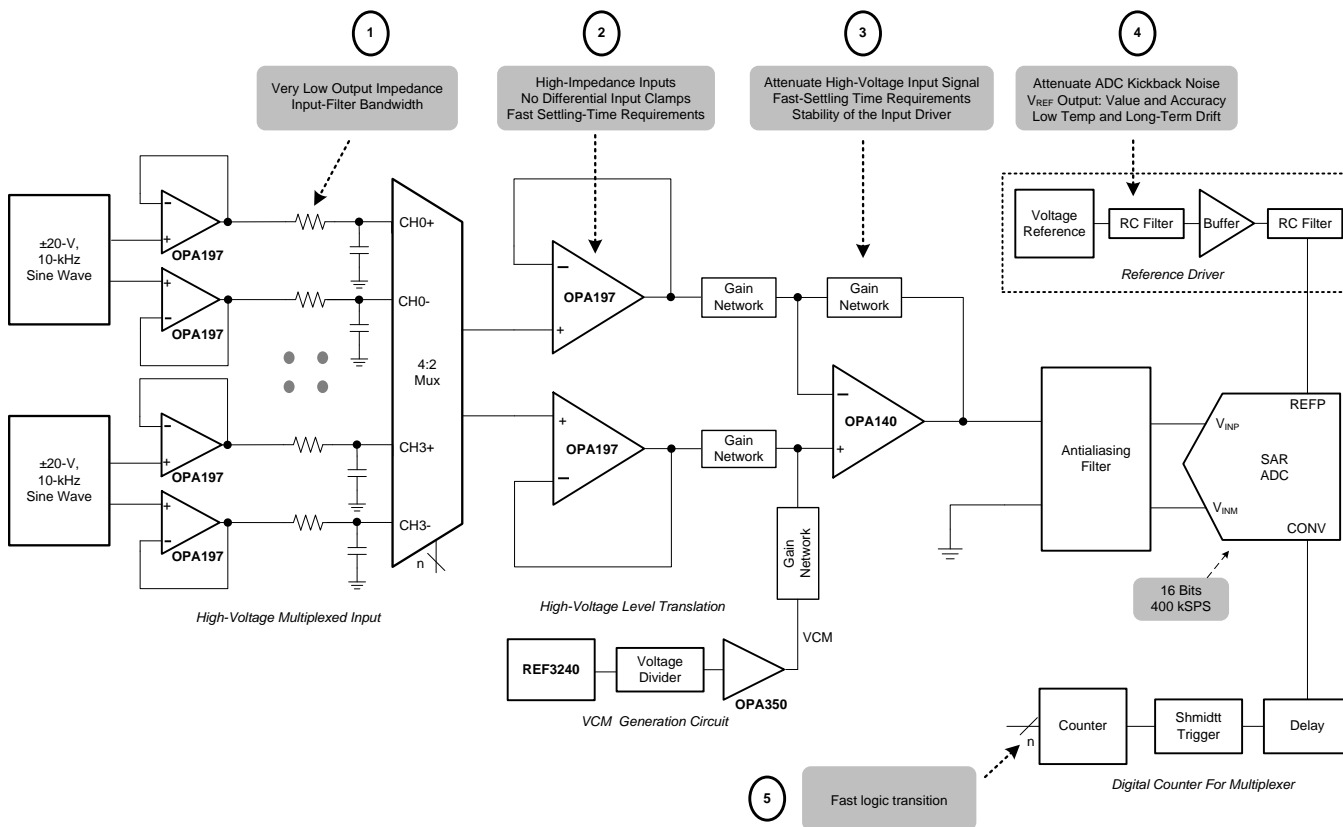 1
2
3
4
Very Low Output Impedance
Input-Filter Bandwidth
High-Impedance Inputs
No Differential Input Clamps
Fast Settling-Time Requirements
Attenuate High-Voltage Input Signal
Fast-Settling Time Requirements
Stability of the Input Driver
Attenuate ADC Kickback Noise
VREF Output: Value and Accuracy
Low Temp and Long-Term Drift
±20-V,
10-kHz
Sine Wave
-
+
OPA197
+
-
OPA197
CH0+
CH0-
±20-V,
10-kHz
Sine Wave
-
+
OPA197
+
-
OPA197
CH3+
CH3-
4:2
Mux
n
High-Voltage Multiplexed Input
-
OPA197
+
+
OPA197
-
High-Voltage Level Translation
Gain
Network
Gain
Network
Gain
Network
-
OPA140
+
Gain
Network
VCM
REF3240
Voltage
Divider
OPA350
VCM Generation Circuit
Voltage
Reference
RC Filter
Buffer
RC Filter
Reference Driver
Antialiasing
Filter
REFP
VINP
SAR
ADC
VINM
CONV
16 Bits
400 kSPS
n
Counter
Shmidtt
Trigger
Delay
Digital Counter For Multiplexer
5
Fast logic transition